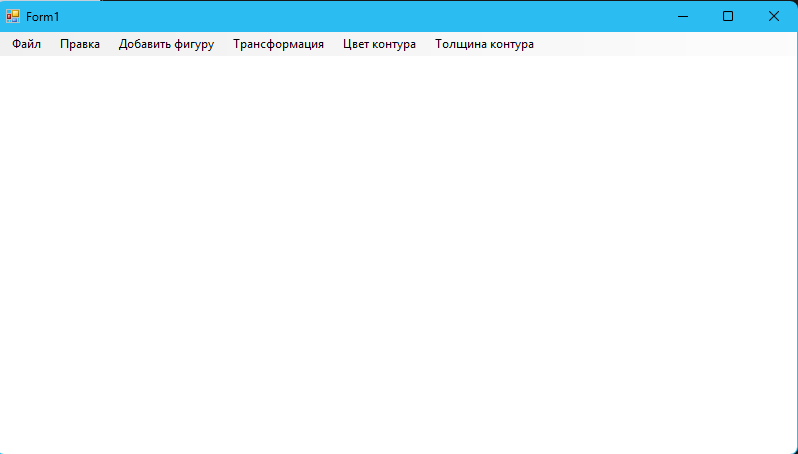 Form1
Файл Правка Добавить фигуру Трансформация Цвет контура Толщина контура